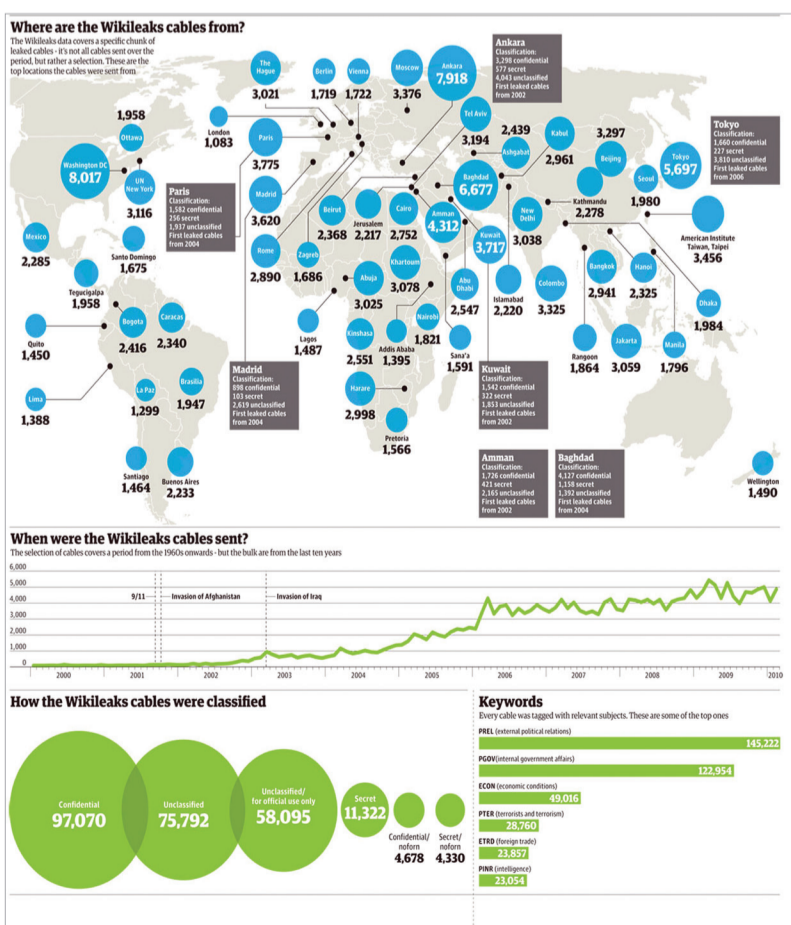 Where are the Wikileaks cables from?
The Wikileaks data covers a specific chunk of
leaked cables - it's not all cables sent over the
period, but rather a selection. These are the
top locations the cables were sent from
The
Hague
3,021
Berlin
1,719
Vienna
1,722
Moscow
3,376
Ankara
7,918
Ankara
Classification:
3,298 confidential
577 secret
4,043 unclassified
First leaked cables
from 2002
1,958
Ottawa
London
1,083
Paris
3,775
Tel Aviv
3,194
2,439
Ashgabat
Kabul
2,961
3,297
Beijing
Tokyo
5,697
Tokyo
Classification:
1,660 confidential
227 secret
3,810 unclassified
First leaked cables
from 2006
Washington DC
8,017
UN
New York
3,116
Paris
Classification:
1,582 confidential
256 secret
1,937 unclassified
First leaked cables
from 2004
Madrid
3,620
Baghdad
6,677
Seoul
1,980
Kathmandu
2,278
Beirut
2,368
Jerusalem
2,217
Cairo
2,752
Amman
4,312
New
Delhi
3,038
American Institute
Taiwan, Taipei
3,456
Mexico
2,285
Santo Domingo
1,675
Rome
2,890
Zagreb
1,686
Kuwait
3,717
Khartoum
3,078
Tegucigalpa
1,958
Abuja
3,025
Abu
Dhabi
2,547
Islamabad
2,220
Colombo
3,325
Bangkok
2,941
Hanoi
2,325
Dhaka
1,984
Quito
1,450
Bogota
2,416
Caracas
2,340
Lagos
1,487
Kinshasa
2,551
Addis Ababa
1,395
Nairobi
1,821
Sana'a
1,591
Rangoon
1,864
Jakarta
3,059
Manila
1,796
Lima
1,388
La Paz
1,299
Brasilia
1,947
Madrid
Classification:
898 confidential
103 secret
2,619 unclassified
First leaked cables
from 2004
Harare
2,998
Kuwait
Classification:
1,542 confidential
322 secret
1,853 unclassified
First leaked cables
from 2002
Pretoria
1,566
Santiago
1,464
Buenos Aires
2,233
Amman
Classification:
1,726 confidential
421 secret
2,165 unclassified
First leaked cables
from 2002
Baghdad
Classification:
4,127 confidential
1,158 secret
1,392 unclassified
First leaked cables
from 2004
Wellington
1,490
When were the Wikileaks cables sent?
The selection of cables covers a period from the 1960s onwards - but the bulk are from the last ten years
6,000
5,000
4,000
3,000
2,000
1,000
0
9/11
Invasion of Afghanistan
Invasion of Iraq
2000 2001 2002 2003 2004 2005 2006 2007 2008 2009 2010
How the Wikileaks cables were classified
Confidential
97,070
Unclassified
75,792
Unclassified/
for official use only
58,095
Secret
11,322
Confidential/
noforn
4,678
Secret/
noforn
4,330
Keywords
Every cable was tagged with relevant subjects. These are some of the top ones
PREL (external political relations)
145,222
PGOV(internal government affairs)
122,954
ECON (economic conditions)
49,016
PTER (terrorists and terrorism)
28,760
ETRD (foreign trade)
23,857
PINR (intelligence)
23,054